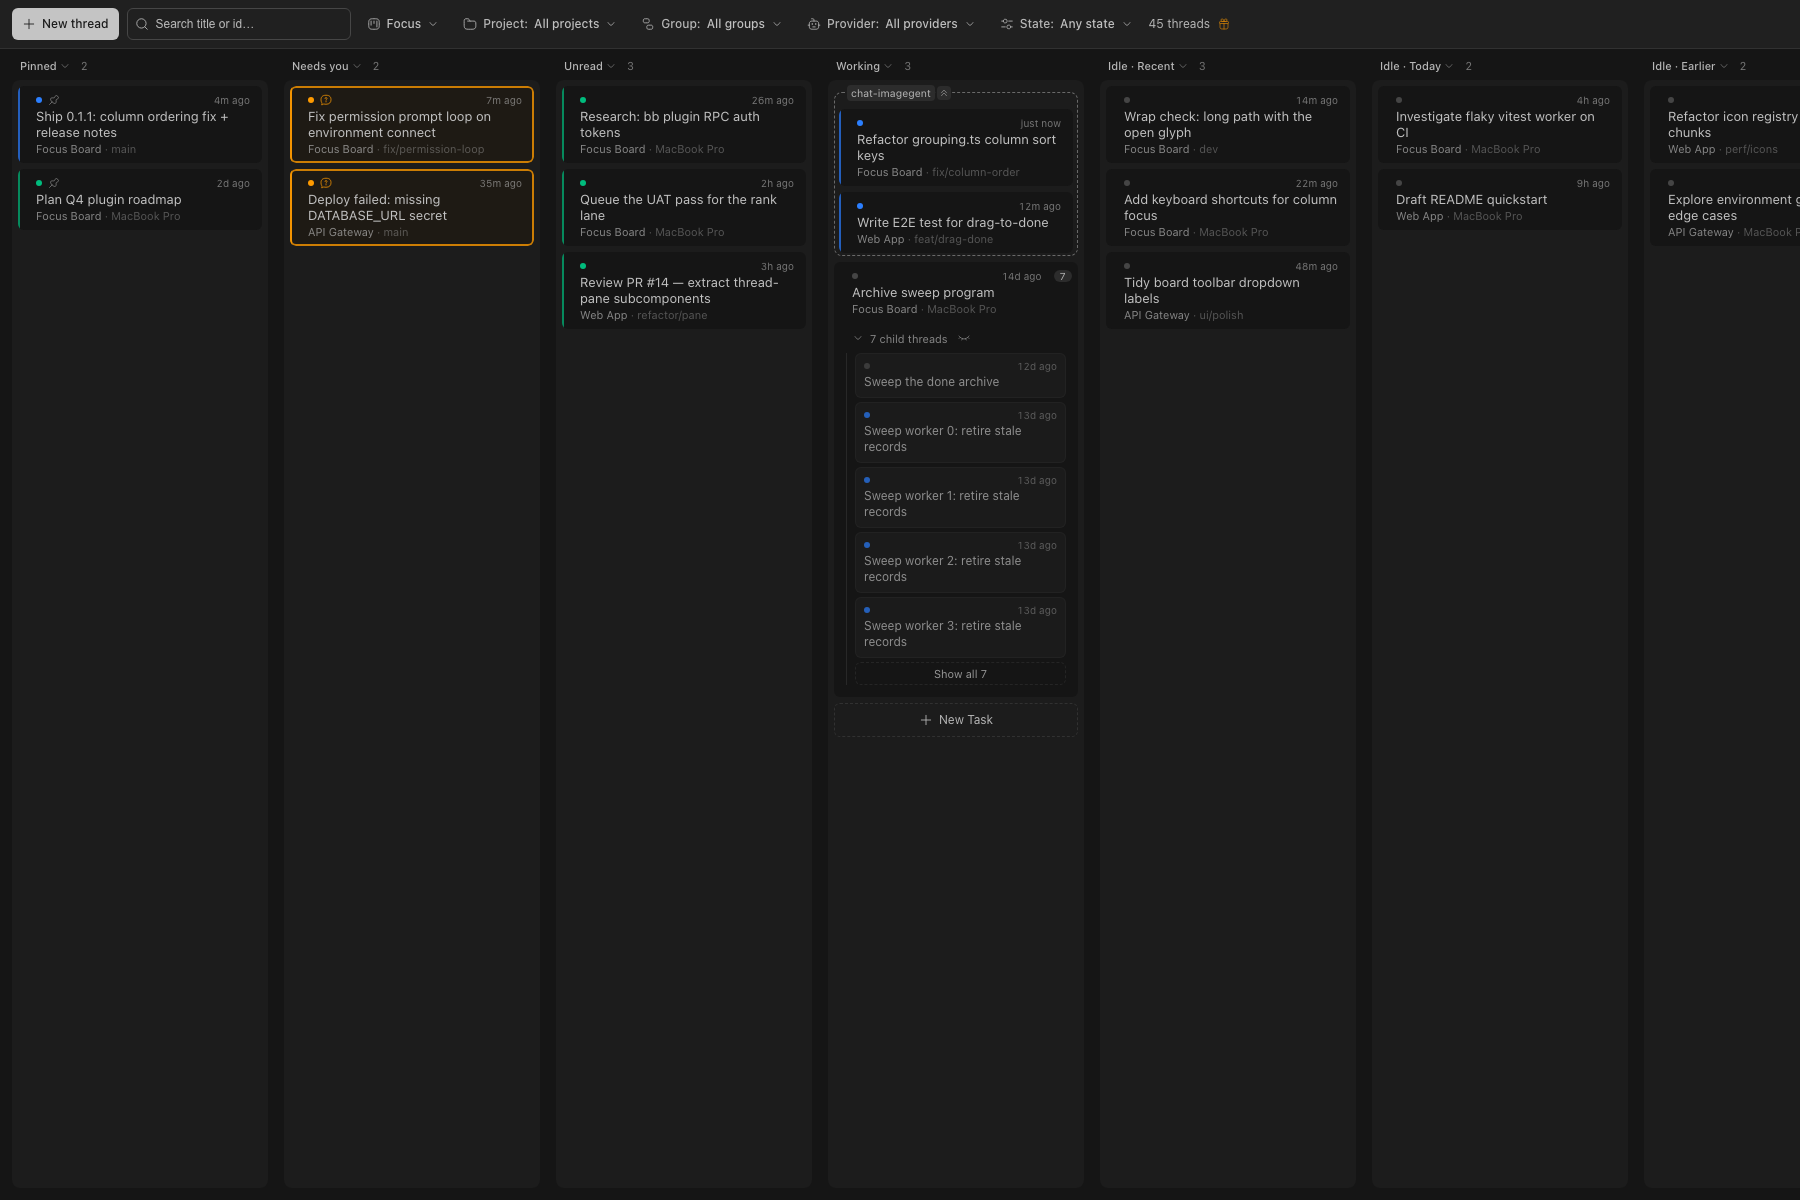 New thread
Search title or id...
Focus
Project: All projects
Group: All groups
Provider: All providers
State: Any state
45 threads
Pinned 2
4m ago
Ship 0.1.1: column ordering fix +
release notes
Focus Board · main
2d ago
Plan Q4 plugin roadmap
Focus Board · MacBook Pro
Needs you 2
7m ago
Fix permission prompt loop on
environment connect
Focus Board · fix/permission-loop
35m ago
Deploy failed: missing
DATABASE_URL secret
API Gateway · main
Unread 3
26m ago
Research: bb plugin RPC auth
tokens
Focus Board · MacBook Pro
2h ago
Queue the UAT pass for the rank
lane
Focus Board · MacBook Pro
3h ago
Review PR #14 — extract thread-
pane subcomponents
Web App · refactor/pane
Working 3
chat-imagegent
just now
Refactor grouping.ts column sort
keys
Focus Board · fix/column-order
12m ago
Write E2E test for drag-to-done
Web App · feat/drag-done
14d ago 7
Archive sweep program
Focus Board · MacBook Pro
7 child threads
12d ago
Sweep the done archive
13d ago
Sweep worker 0: retire stale
records
13d ago
Sweep worker 1: retire stale
records
13d ago
Sweep worker 2: retire stale
records
13d ago
Sweep worker 3: retire stale
records
Show all 7
New Task
Idle · Recent 3
14m ago
Wrap check: long path with the
open glyph
Focus Board · dev
22m ago
Add keyboard shortcuts for column
focus
Focus Board · MacBook Pro
48m ago
Tidy board toolbar dropdown
labels
API Gateway · ui/polish
Idle · Today 2
4h ago
Investigate flaky vitest worker on
CI
Focus Board · MacBook Pro
9h ago
Draft README quickstart
Web App · MacBook Pro
Idle · Earlier 2
Refactor icon registry
chunks
Web App · perf/icons
Explore environment
edge cases
API Gateway · MacBook